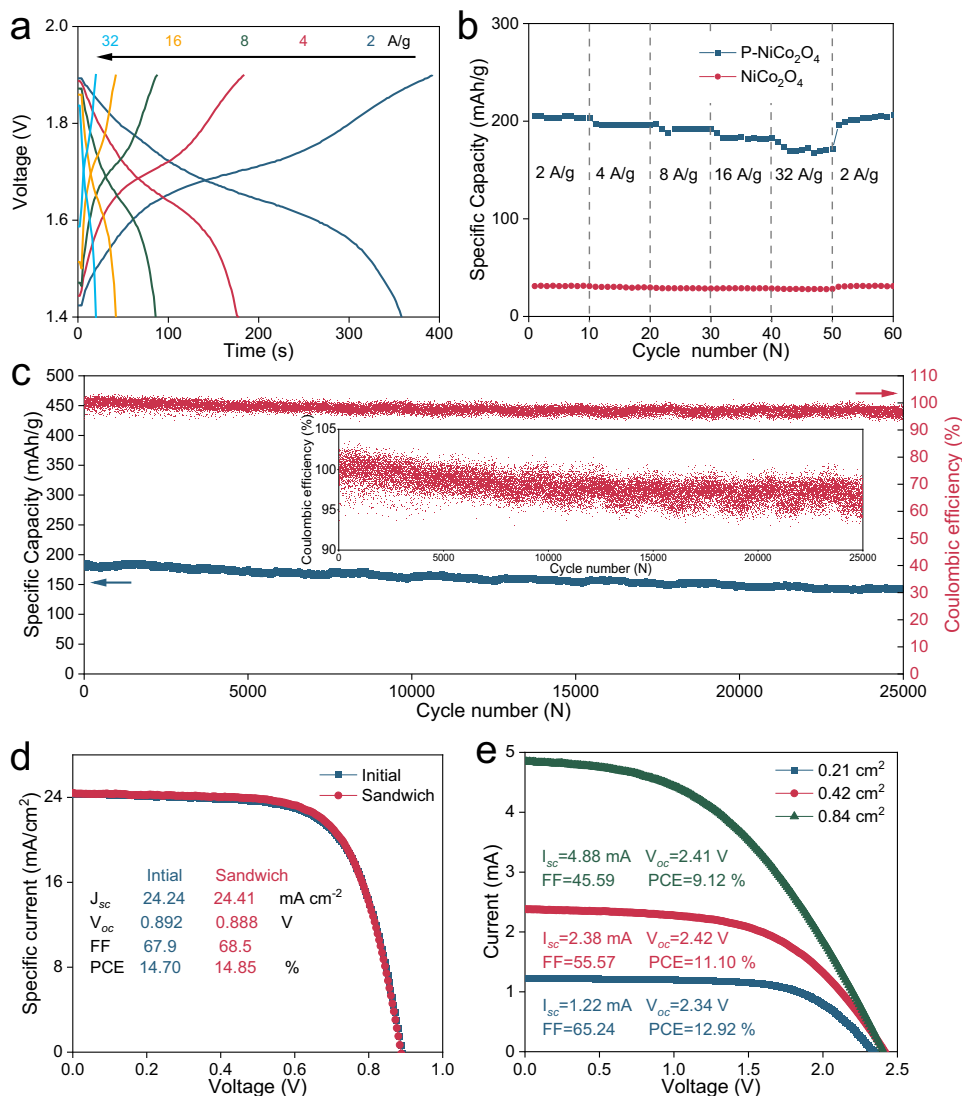 a
32 16 8 4 2 A/g
2.0
1.8
1.6
1.4
Voltage (V)
0 100 200 300 400
Time (s)
b
300
200
100
0
Specific Capacity (mAh/g)
P-NiCo₂O₄
NiCo₂O₄
2 A/g 4 A/g 8 A/g 16 A/g 32 A/g 2 A/g
0 10 20 30 40 50 60
Cycle number (N)
c
500
450
400
350
300
250
200
150
100
50
0
Specific Capacity (mAh/g)
110
100
90
80
70
60
50
40
30
20
10
0
Coulombic efficiency (%)
105
100
95
90
Coulombic efficiency (%)
0 5000 10000 15000 20000 25000
Cycle number (N)
0 5000 10000 15000 20000 25000
Cycle number (N)
d
24
16
8
0
Specific current (mA/cm²)
Initial
Sandwich
Intial Sandwich
J_sc 24.24 24.41 mA cm⁻²
V_oc 0.892 0.888 V
FF 67.9 68.5
PCE 14.70 14.85 %
0.0 0.2 0.4 0.6 0.8 1.0
Voltage (V)
e
5
4
3
2
1
0
Current (mA)
0.21 cm²
0.42 cm²
0.84 cm²
I_sc=4.88 mA V_oc=2.41 V
FF=45.59 PCE=9.12 %
I_sc=2.38 mA V_oc=2.42 V
FF=55.57 PCE=11.10 %
I_sc=1.22 mA V_oc=2.34 V
FF=65.24 PCE=12.92 %
0.0 0.5 1.0 1.5 2.0 2.5
Voltage (V)